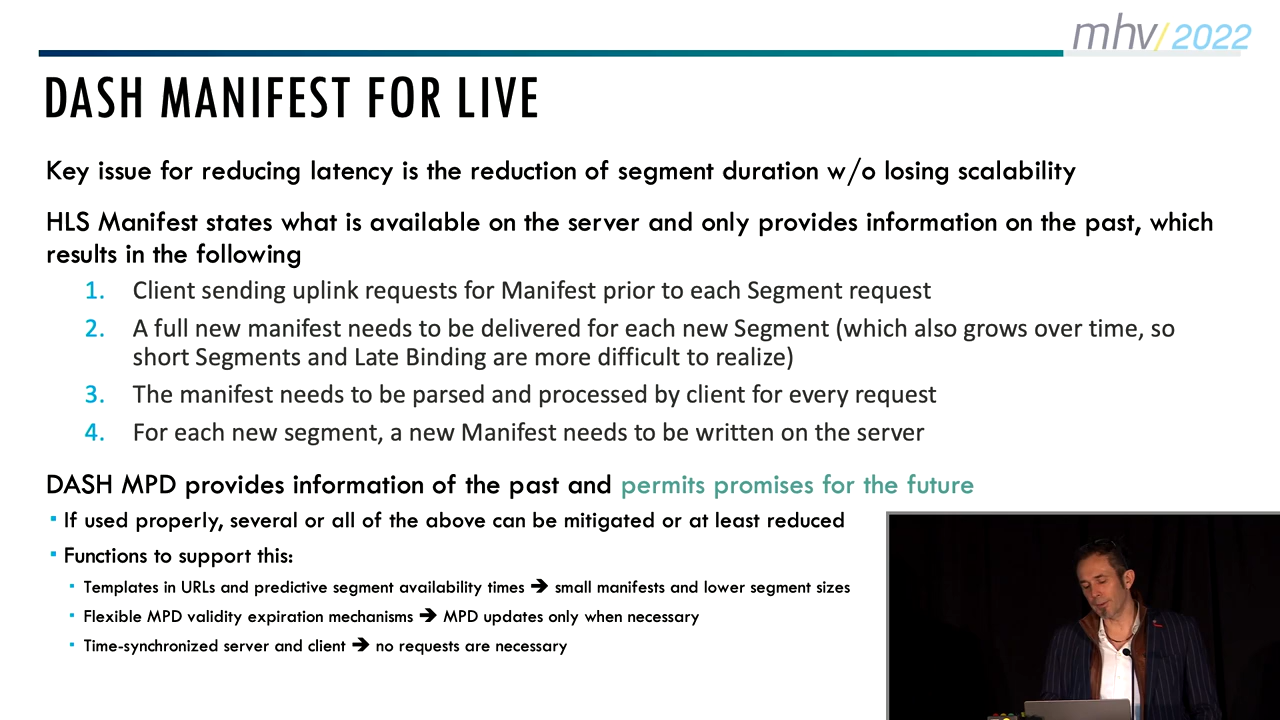 mhv/2022
DASH MANIFEST FOR LIVE
Key issue for reducing latency is the reduction of segment duration w/o losing scalability
HLS Manifest states what is available on the server and only provides information on the past, which
results in the following
1. Client sending uplink requests for Manifest prior to each Segment request
2. A full new manifest needs to be delivered for each new Segment (which also grows over time, so
short Segments and Late Binding are more difficult to realize)
3. The manifest needs to be parsed and processed by client for every request
4. For each new segment, a new Manifest needs to be written on the server
DASH MPD provides information of the past and permits promises for the future
▪ If used properly, several or all of the above can be mitigated or at least reduced
▪ Functions to support this:
▪ Templates in URLs and predictive segment availability times ➔ small manifests and lower segment sizes
▪ Flexible MPD validity expiration mechanisms ➔ MPD updates only when necessary
▪ Time-synchronized server and client ➔ no requests are necessary